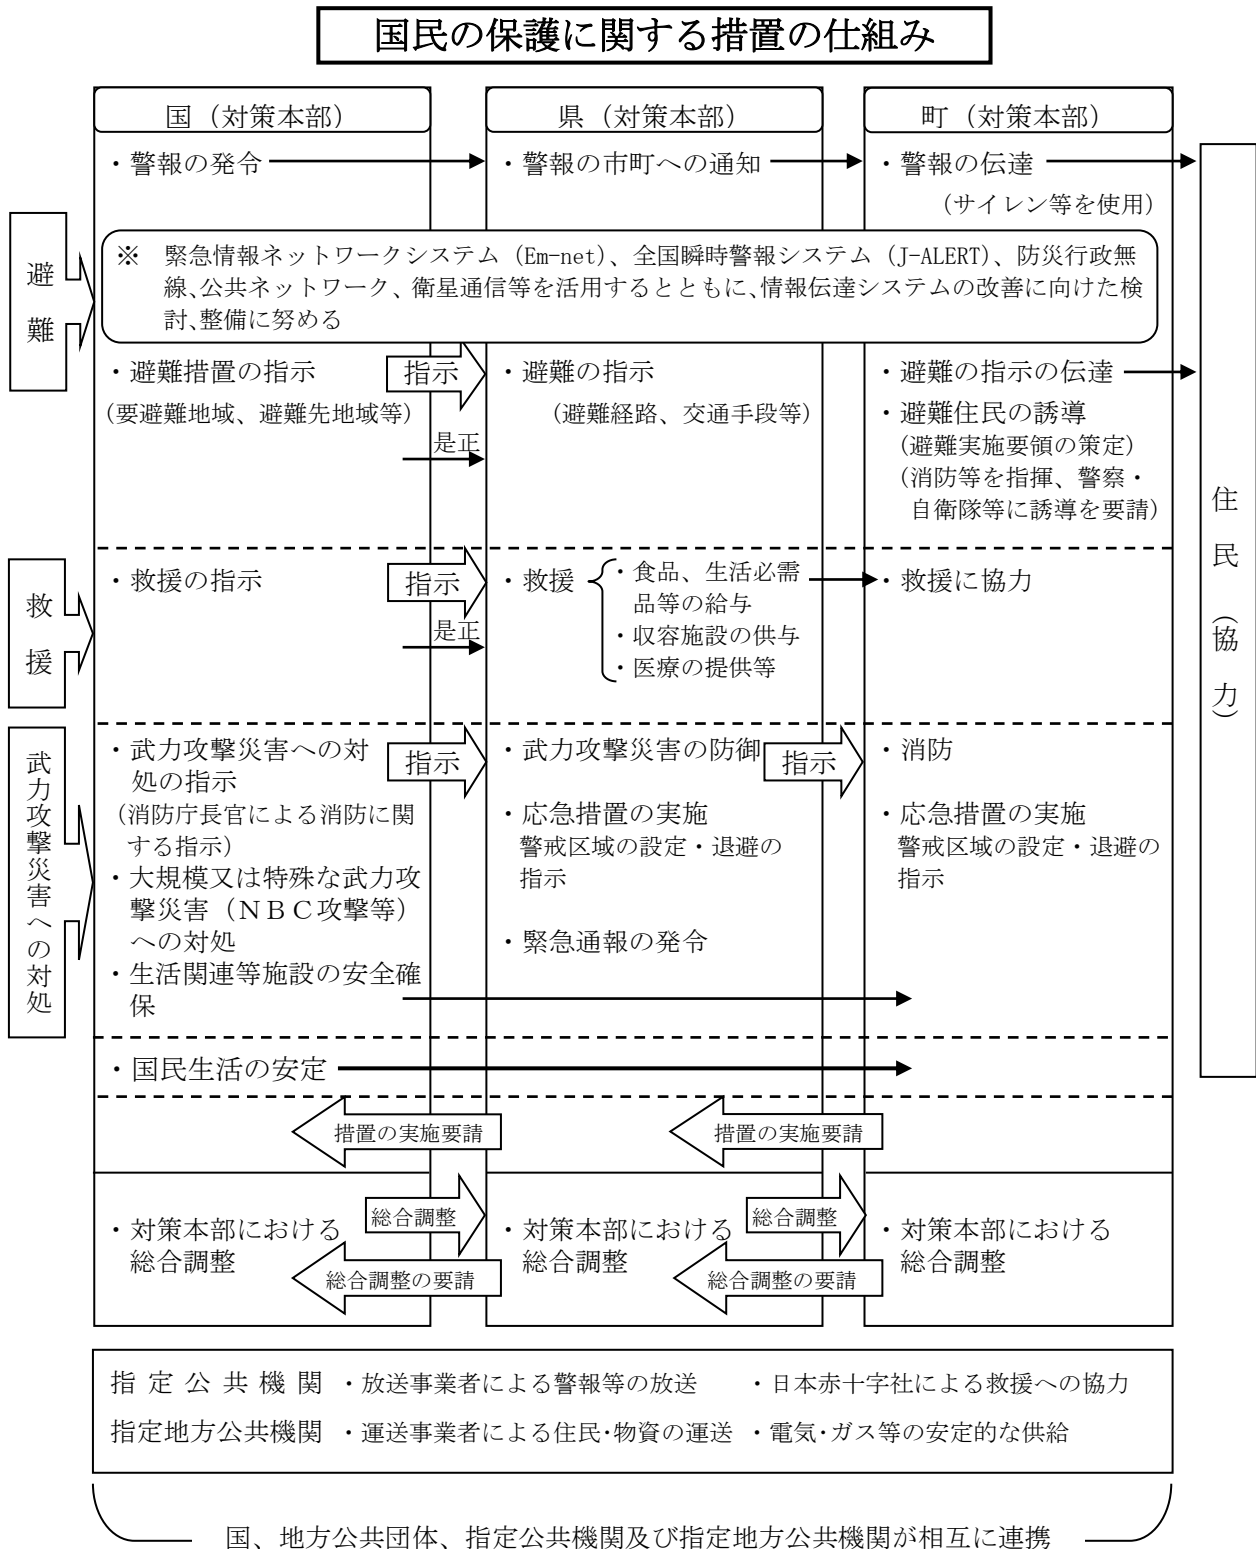 国民の保護に関する措置の仕組み
国（対策本部）
県（対策本部）
町（対策本部）
・警報の発令
・警報の市町への通知
・警報の伝達
（サイレン等を使用）
避難
※　緊急情報ネットワークシステム（Em-net）、全国瞬時警報システム（J-ALERT）、防災行政無
線、公共ネットワーク、衛星通信等を活用するとともに、情報伝達システムの改善に向けた検
討、整備に努める
・避難措置の指示
指示
・避難の指示
・避難の指示の伝達
（要避難地域、避難先地域等）
（避難経路、交通手段等）
・避難住民の誘導
是正
（避難実施要領の策定）
（消防等を指揮、警察・
自衛隊等に誘導を要請）
住民（協力）
救援
・救援の指示
指示
・救援
・食品、生活必需
品等の給与
・収容施設の供与
・医療の提供等
・救援に協力
是正
武力攻撃災害への対処
・武力攻撃災害への対
処の指示
（消防庁長官による消防に関
する指示）
・大規模又は特殊な武力攻
撃災害（ＮＢＣ攻撃等）
への対処
・生活関連等施設の安全確
保
指示
・武力攻撃災害の防御
・応急措置の実施
警戒区域の設定・退避の
指示
・緊急通報の発令
指示
・消防
・応急措置の実施
警戒区域の設定・退避の
指示
・国民生活の安定
措置の実施要請
措置の実施要請
・対策本部における
総合調整
総合調整
総合調整の要請
・対策本部における
総合調整
総合調整
総合調整の要請
・対策本部における
総合調整
指定公共機関　・放送事業者による警報等の放送　・日本赤十字社による救援への協力
指定地方公共機関　・運送事業者による住民・物資の運送　・電気・ガス等の安定的な供給
国、地方公共団体、指定公共機関及び指定地方公共機関が相互に連携